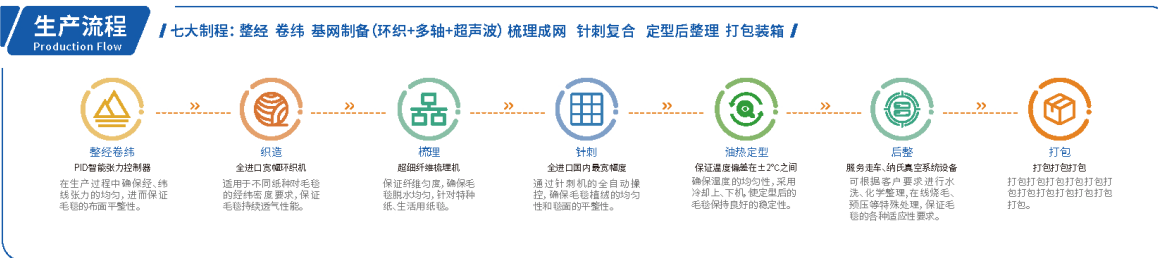 生产流程
Production Flow
七大制程：整经 卷纬 基网制备（环织+多轴+超声波） 梳理成网 针刺复合 定型后整理 打包装箱
整经卷纬
PID智能张力控制器
在生产过程中确保经、纬
线张力的均匀，进而保证
毛毯的布面平整性。
织造
全进口宽幅环织机
适用于不同纸种对毛毯
的经纬密度要求，保证
毛毯持续透气性能。
梳理
超细纤维梳理机
保证纤维匀度，确保毛
毯脱水均匀，针对特种
纸、生活用纸毯。
针刺
全进口国内最宽幅度
通过针刺机的全自动操
控，确保毛毯植绒的均匀
性和毯面的平整性。
油热定型
保证温度偏差在±2℃之间
确保温度的均匀性，采用
冷却上、下机，使定型后的
毛毯保持良好的稳定性。
后整
服务走车、纳氏真空系统设备
可根据客户要求进行水
洗、化学整理，在线烧毛、
预压等特殊处理，保证毛
毯的各种适应性要求。
打包
打包打包打包
打包打包打包打包打包打
包打包打包打包打包打包
打包。